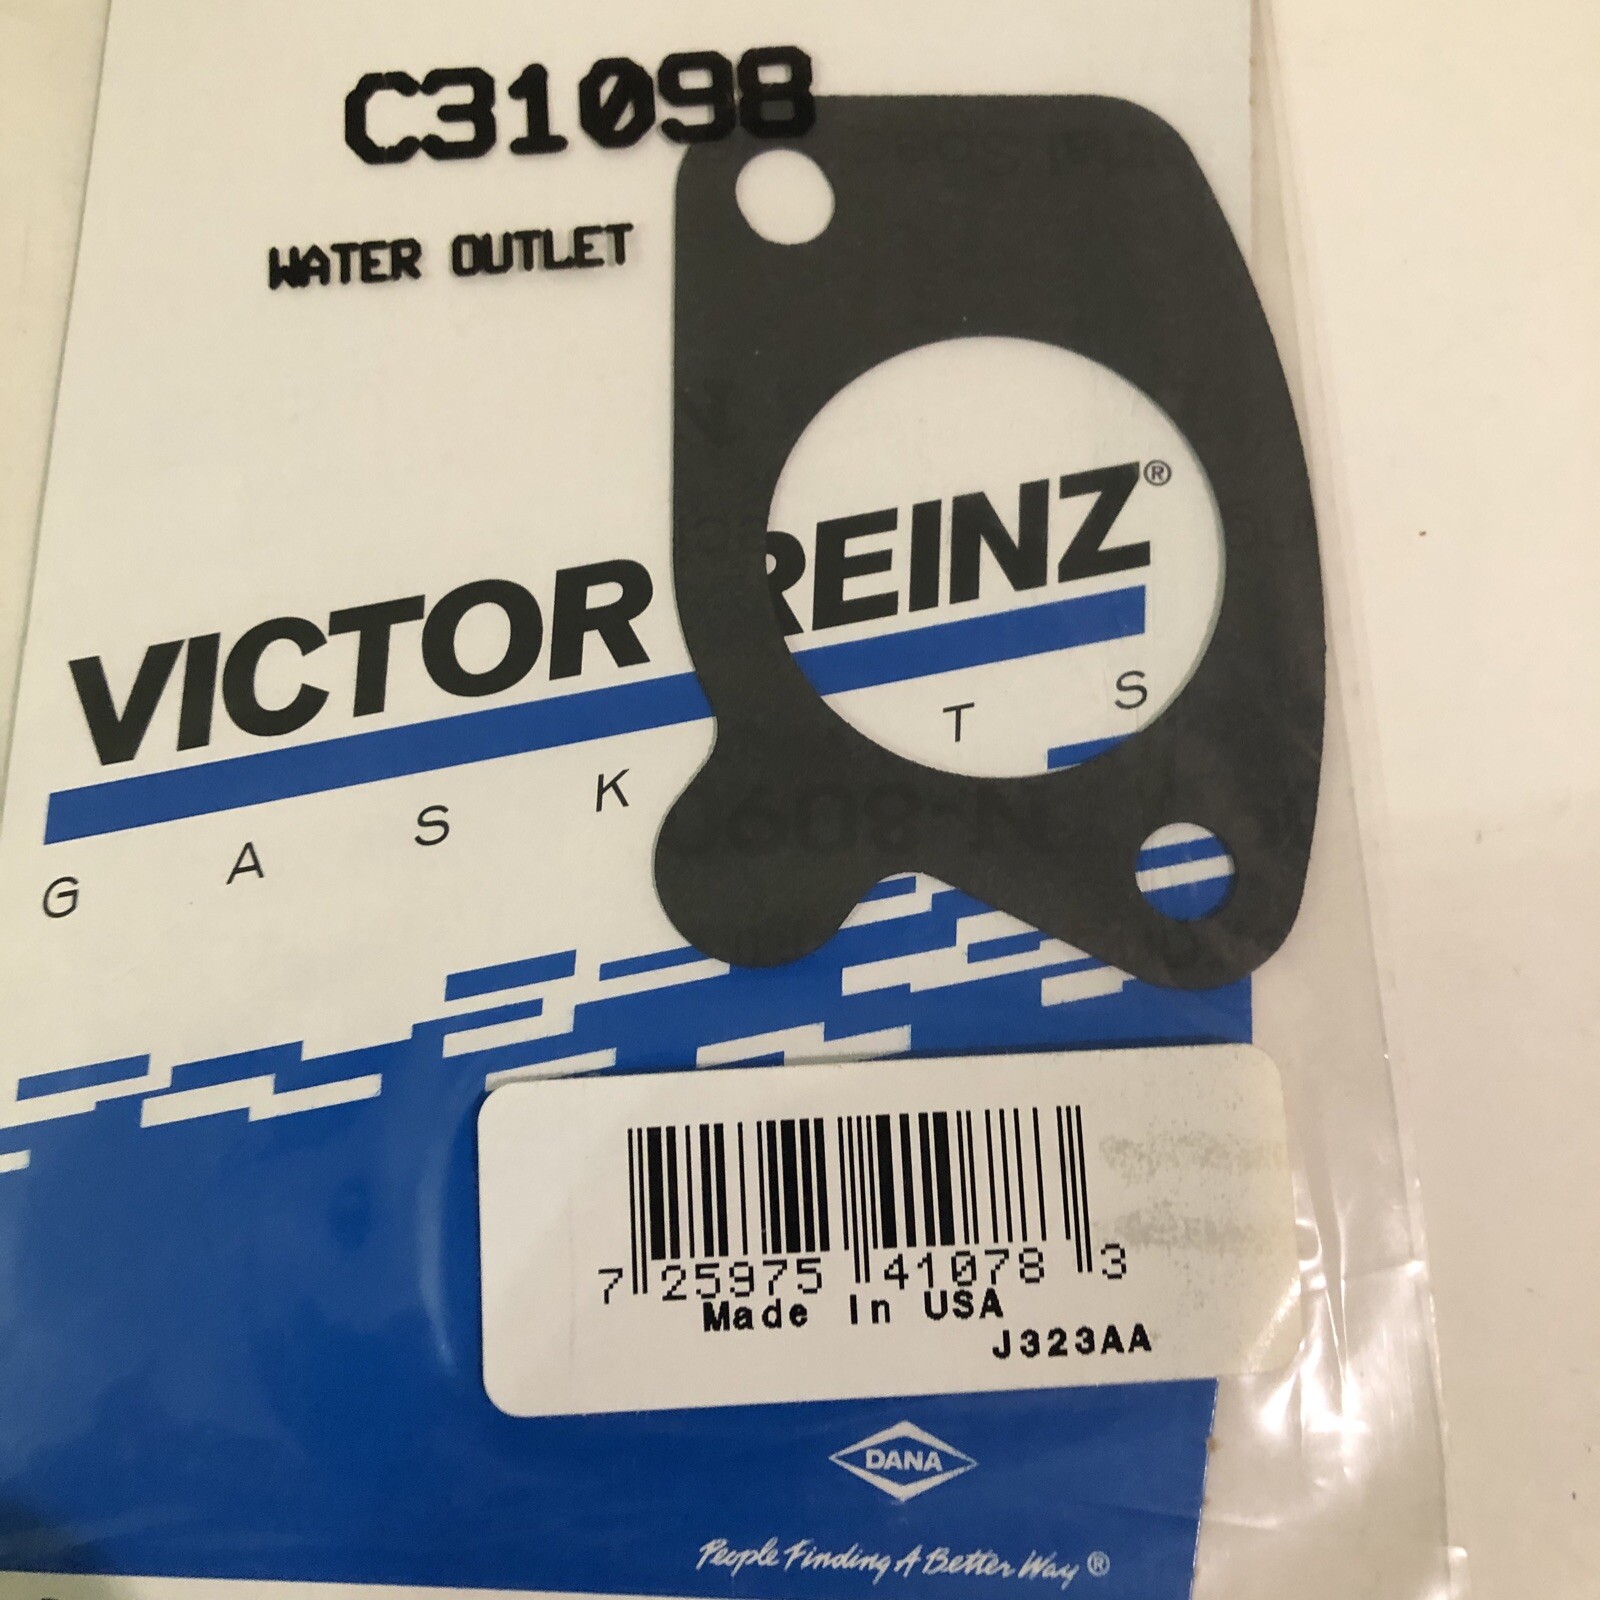 C31098
WATER OUTLET
VICTOR REINZ®
G A S K T S
7 25975 41078 3
Made In USA
J323AA
DANA
People Finding A Better Way ®